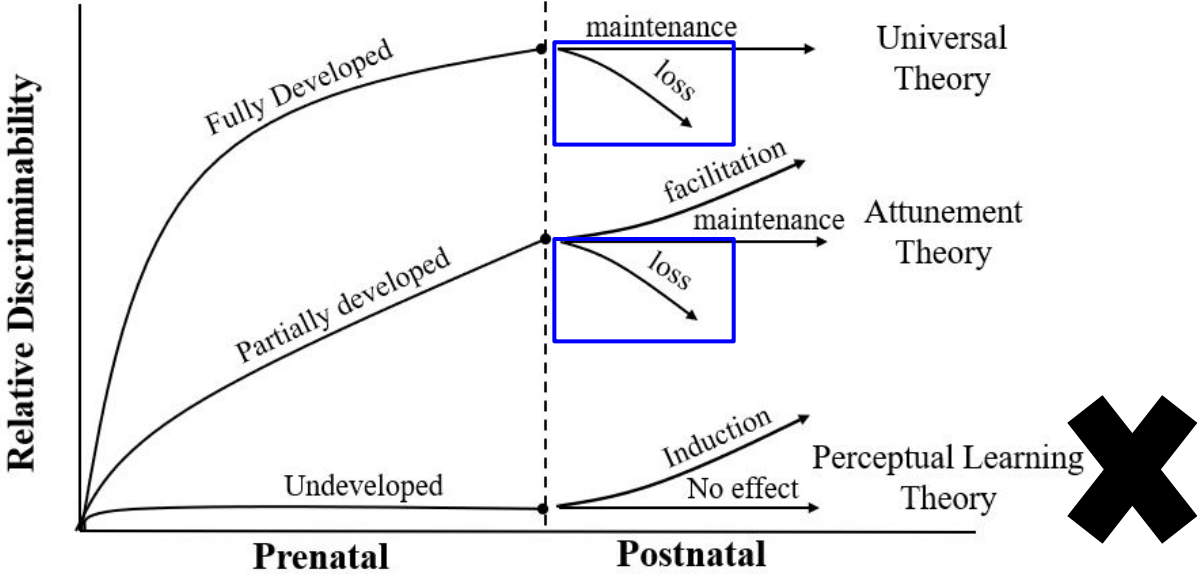 maintenance
Universal
Theory
Fully Developed
loss
Relative Discriminability
facilitation
maintenance
Attunement
Theory
Partially developed
loss
Induction
Perceptual Learning
Theory
No effect
Undeveloped
Prenatal
Postnatal